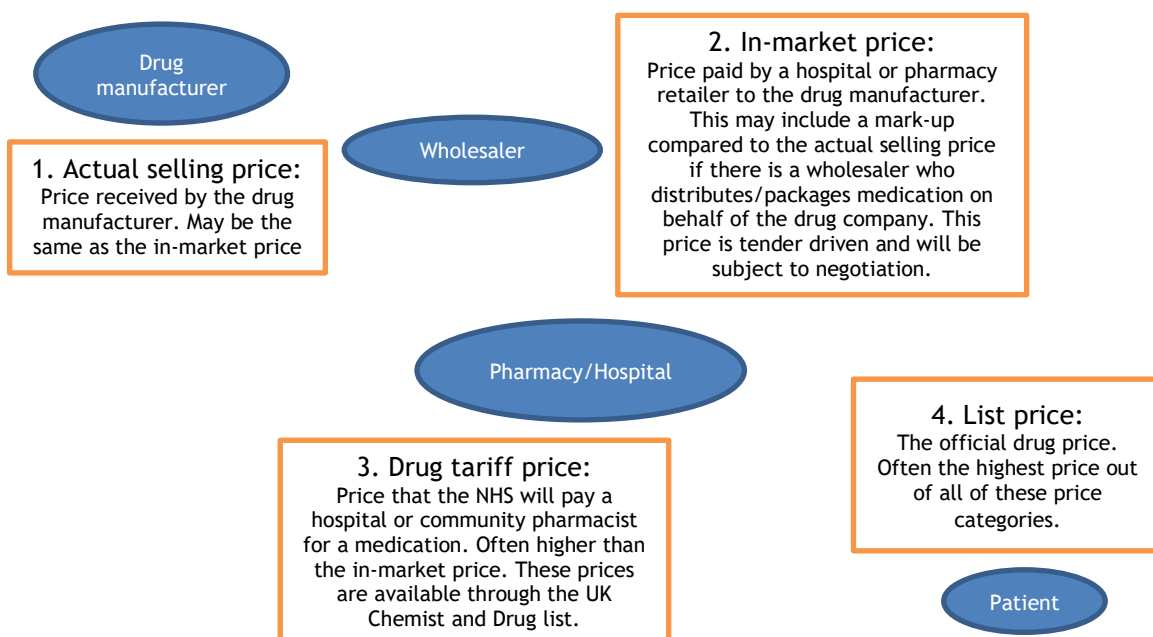 Drug
manufacturer
1. Actual selling price:
Price received by the drug
manufacturer. May be the
same as the in-market price
Wholesaler
2. In-market price:
Price paid by a hospital or pharmacy
retailer to the drug manufacturer.
This may include a mark-up
compared to the actual selling price
if there is a wholesaler who
distributes/packages medication on
behalf of the drug company. This
price is tender driven and will be
subject to negotiation.
Pharmacy/Hospital
3. Drug tariff price:
Price that the NHS will pay a
hospital or community pharmacist
for a medication. Often higher than
the in-market price. These prices
are available through the UK
Chemist and Drug list.
4. List price:
The official drug price.
Often the highest price out
of all of these price
categories.
Patient